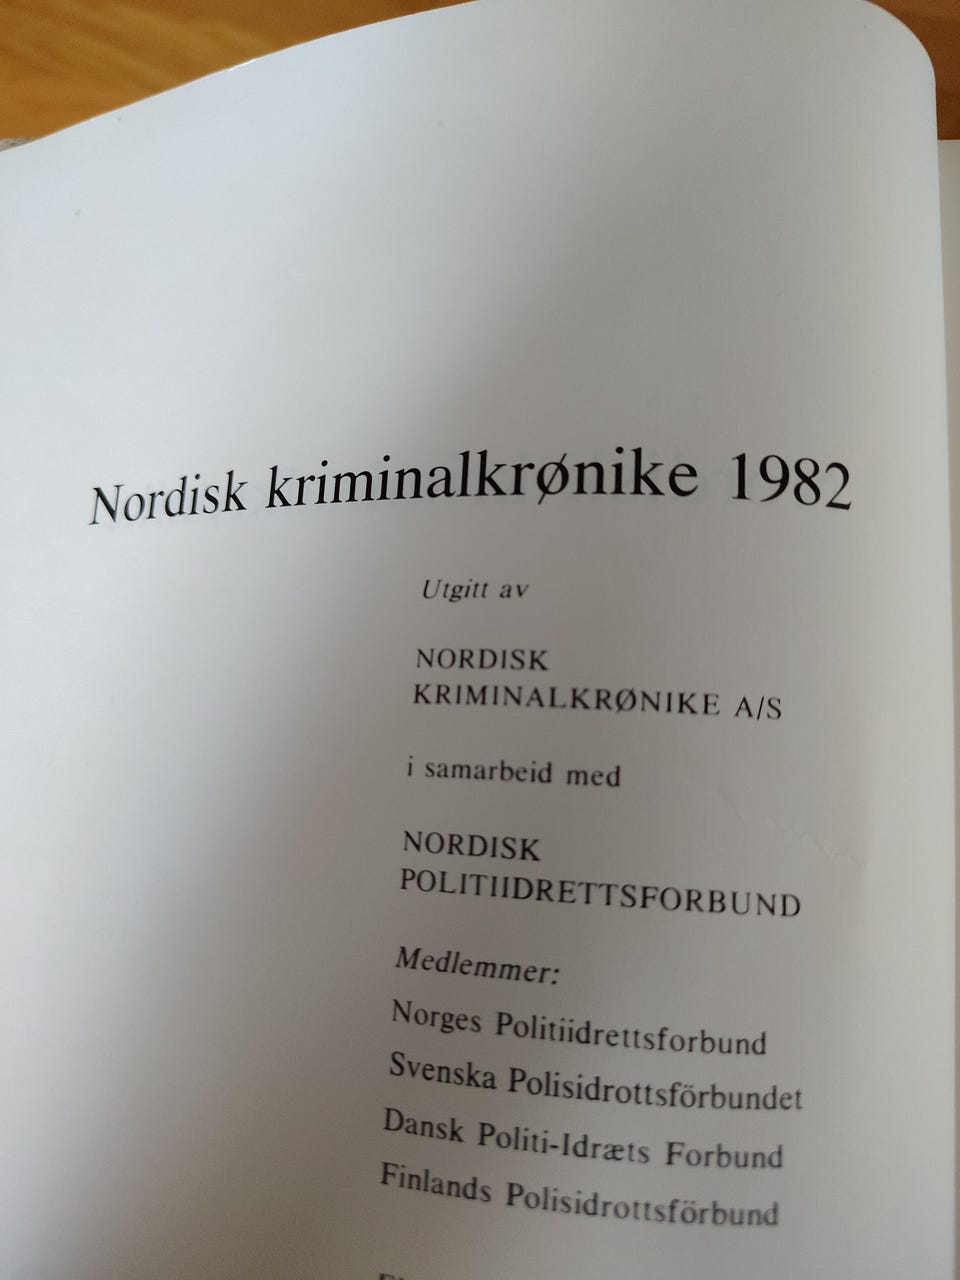 Nordisk kriminalkrønike 1982
Utgitt av
NORDISK
KRIMINALKRØNIKE A/S
i samarbeid med
NORDISK
POLITIIDRETTSFORBUND
Medlemmer:
Norges Politiidrettsforbund
Svenska Polisidrottsförbundet
Dansk Politi-Idræts Forbund
Finlands Polisidrottsförbund